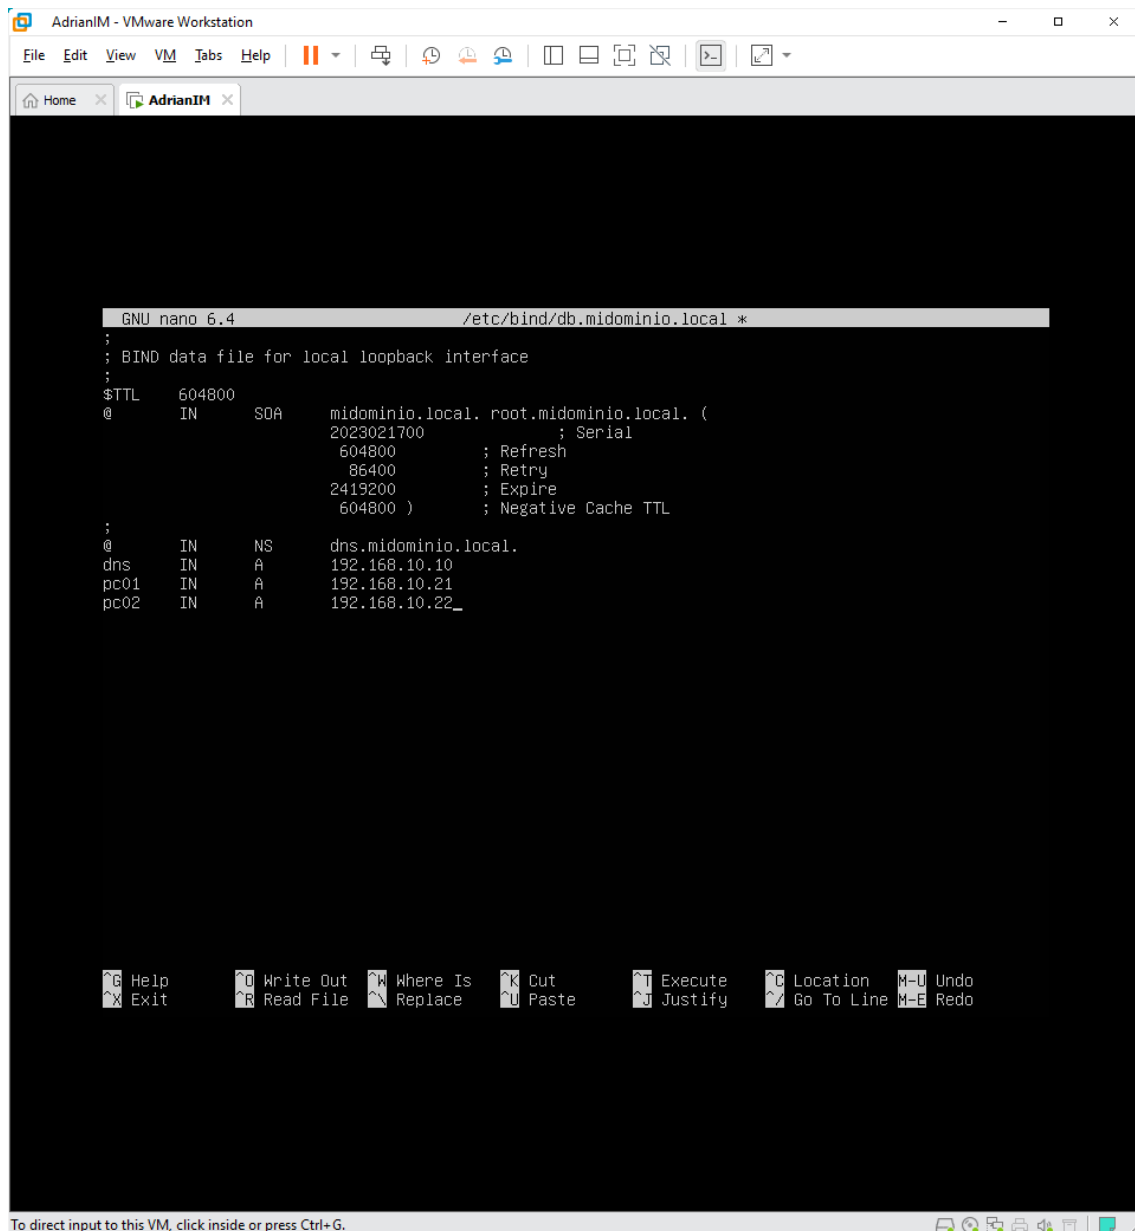 AdrianIM - VMware Workstation
File Edit View VM Tabs Help
Home AdrianIM
GNU nano 6.4 /etc/bind/db.midominio.local *
;
; BIND data file for local loopback interface
;
$TTL 604800
@ IN SOA midominio.local. root.midominio.local. (
2023021700 ; Serial
604800 ; Refresh
86400 ; Retry
2419200 ; Expire
604800 ) ; Negative Cache TTL
;
@ IN NS dns.midominio.local.
dns IN A 192.168.10.10
pc01 IN A 192.168.10.21
pc02 IN A 192.168.10.22_
^G Help ^O Write Out ^W Where Is ^K Cut ^T Execute ^C Location M-U Undo
^X Exit ^R Read File ^\ Replace ^U Paste ^J Justify ^/ Go To Line M-E Redo
To direct input to this VM, click inside or press Ctrl+G.